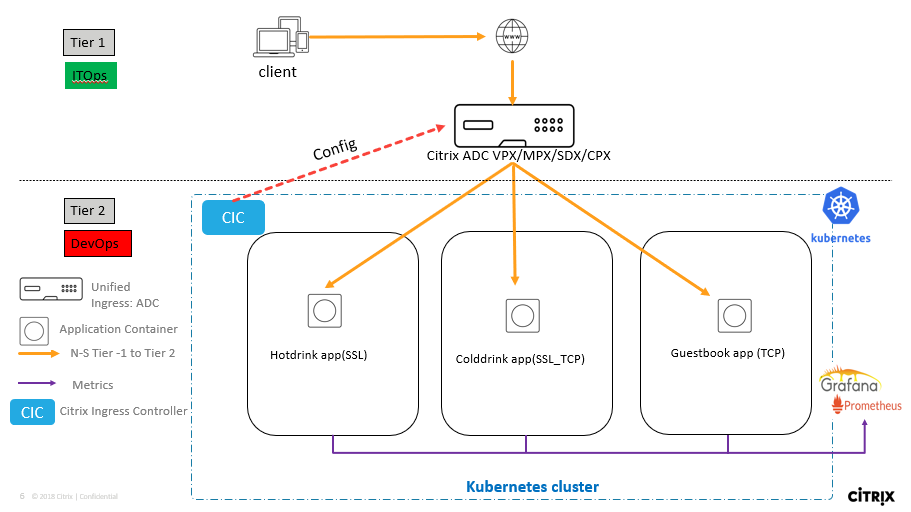 Tier 1
ITOps
client
www
Config
Citrix ADC VPX/MPX/SDX/CPX
Tier 2
DevOps
CIC
kubernetes
Unified
Ingress: ADC
Application Container
N-S Tier -1 to Tier 2
Metrics
CIC
Citrix Ingress Controller
Hotdrink app(SSL)
Colddrink app(SSL_TCP)
Guestbook app (TCP)
Grafana
Prometheus
Kubernetes cluster
6 © 2018 Citrix | Confidential
CİTRIX